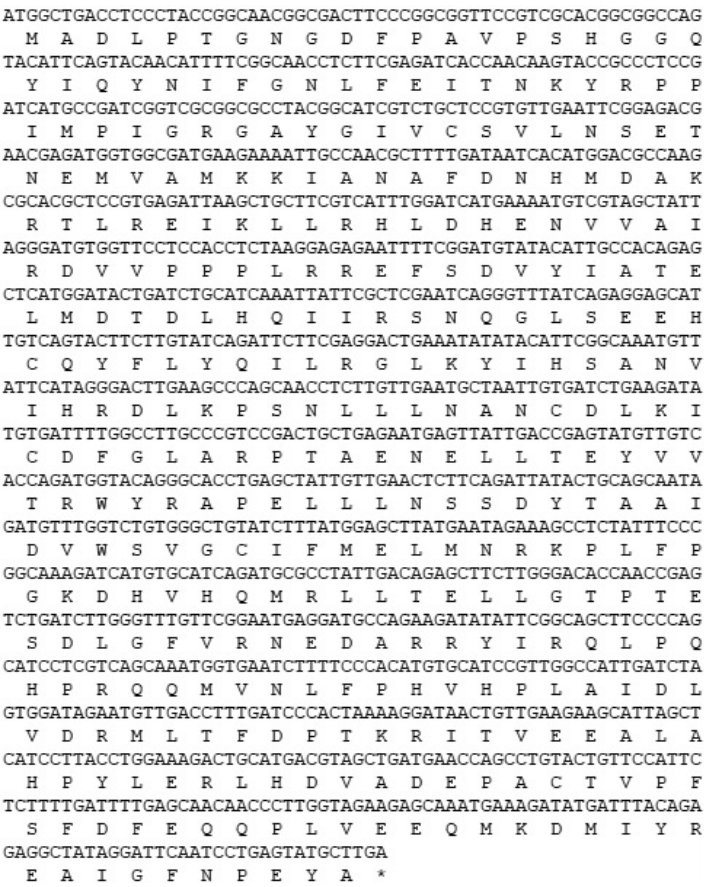 ATGGCTGACCTCCCTACCGGCAACGGCGACTTCCCGGCGGTTCCGTCGCACGGCGGCCAG
M A D L P T G N G D F P A V P S H G G Q
TACATTCAGTACAACATTTTCGGCAACCTCTTCGAGATCACCAACAAGTACCGCCCTCCG
Y I Q Y N I F G N L F E I T N K Y R P P
ATCATGCCGATCGGTCGCGGCGCCTACGGCATCGTCTGCTCCGTGTTGAATTCGGAGACG
I M P I G R G A Y G I V C S V L N S E T
AACGAGATGGTGGCGATGAAGAAAATTGCCAACGCTTTTGATAATCACATGGACGCCAAG
N E M V A M K K I A N A F D N H M D A K
CGCACGCTCCGTGAGATTAAGCTGCTTCGTCATTTGGATCATGAAAATGTCGTAGCTATT
R T L R E I K L L R H L D H E N V V A I
AGGGATGTGGTTCCTCCACCTCTAAGGAGAGAATTTTCGGATGTATACATTGCCACAGAG
R D V V P P P L R R E F S D V Y I A T E
CTCATGGATACTGATCTGCATCAAATTATTCGCTCGAATCAGGGTTTATCAGAGGAGCAT
L M D T D L H Q I I R S N Q G L S E E H
TGTCAGTACTTCTTGTATCAGATTCTTCGAGGACTGAAATATATACATTCGGCAAATGTT
C Q Y F L Y Q I L R G L K Y I H S A N V
ATTCATAGGGACTTGAAGCCCAGCAACCTCTTGTTGAATGCTAATTGTGATCTGAAGATA
I H R D L K P S N L L L N A N C D L K I
TGTGATTTTGGCCTTGCCCGTCCGACTGCTGAGAATGAGTTATTGACCGAGTATGTTGTC
C D F G L A R P T A E N E L L T E Y V V
ACCAGATGGTACAGGGCACCTGAGCTATTGTTGAACTCTTCAGATTATACTGCAGCAATA
T R W Y R A P E L L L N S S D Y T A A I
GATGTTTGGTCTGTGGGCTGTATCTTTATGGAGCTTATGAATAGAAAGCCTCTATTTCCC
D V W S V G C I F M E L M N R K P L F P
GGCAAAGATCATGTGCATCAGATGCGCCTATTGACAGAGCTTCTTGGGACACCAACCGAG
G K D H V H Q M R L L T E L L G T P T E
TCTGATCTTGGGTTTGTTCGGAATGAGGATGCCAGAAGATATATTCGGCAGCTTCCCCAG
S D L G F V R N E D A R R Y I R Q L P Q
CATCCTCGTCAGCAAATGGTGAATCTTTTCCCACATGTGCATCCGTTGGCCATTGATCTA
H P R Q Q M V N L F P H V H P L A I D L
GTGGATAGAATGTTGACCTTTGATCCCACTAAAAGGATAACTGTTGAAGAAGCATTAGCT
V D R M L T F D P T K R I T V E E A L A
CATCCTTACCTGGAAAGACTGCATGACGTAGCTGATGAACCAGCCTGTACTGTTCCATTC
H P Y L E R L H D V A D E P A C T V P F
TCTTTTGATTTTGAGCAACAACCCTTGGTAGAAGAGCAAATGAAAGATATGATTTACAGA
S F D F E Q Q P L V E E Q M K D M I Y R
GAGGCTATAGGATTCAATCCTGAGTATGCTTGA
E A I G F N P E Y A *